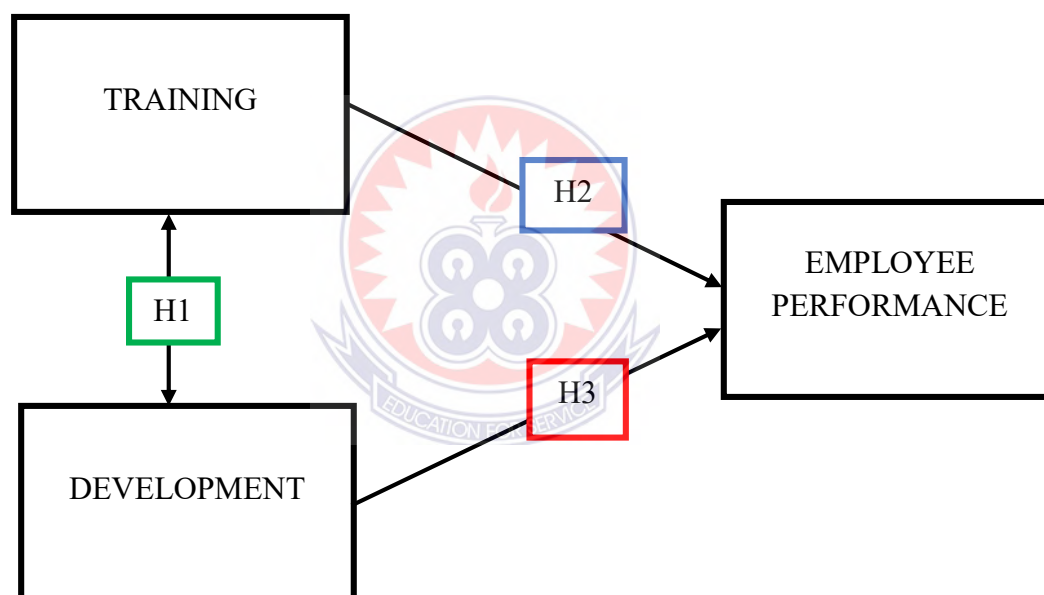 TRAINING
H2
EMPLOYEE
PERFORMANCE
H1
H3
EDUCATION FOR SERVICE
DEVELOPMENT